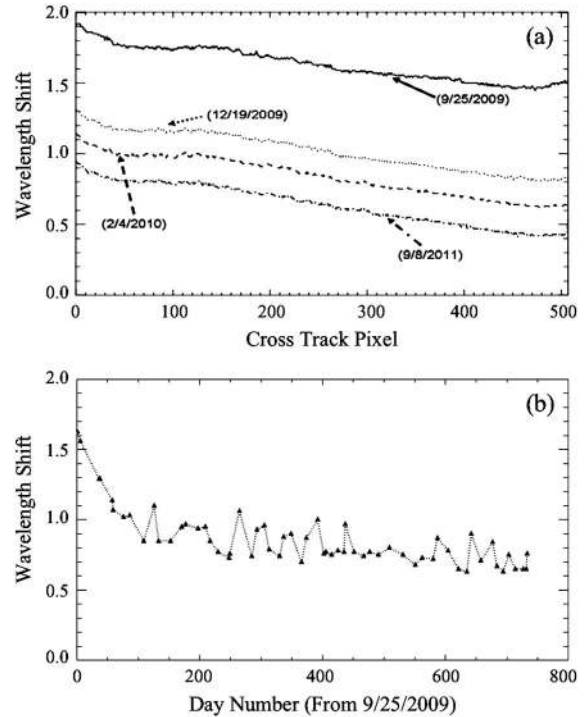 2.0
(a)
1.5
(9/25/2009)
(12/19/2009)
1.0
(2/4/2010)
0.5
(9/8/2011)
0.0
Wavelength Shift
0 100 200 300 400 500
Cross Track Pixel
2.0
(b)
1.5
1.0
0.5
0.0
Wavelength Shift
0 200 400 600 800
Day Number (From 9/25/2009)